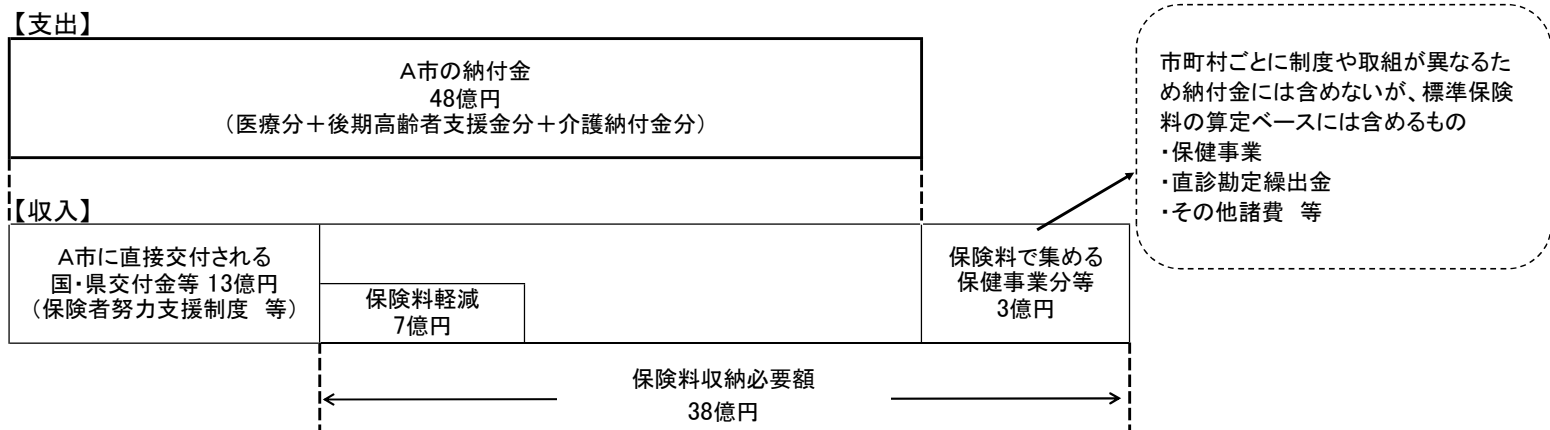 【支出】
A市の納付金
48億円
(医療分+後期高齢者支援金分+介護納付金分)
市町村ごとに制度や取組が異なるた
め納付金には含めないが、標準保険
料の算定ベースには含めるもの
・保健事業
・直診勘定繰出金
・その他諸費 等
【収入】
A市に直接交付される
国・県交付金等 13億円
(保険者努力支援制度 等)
保険料軽減
7億円
保険料で集める
保健事業分等
3億円
保険料収納必要額
38億円